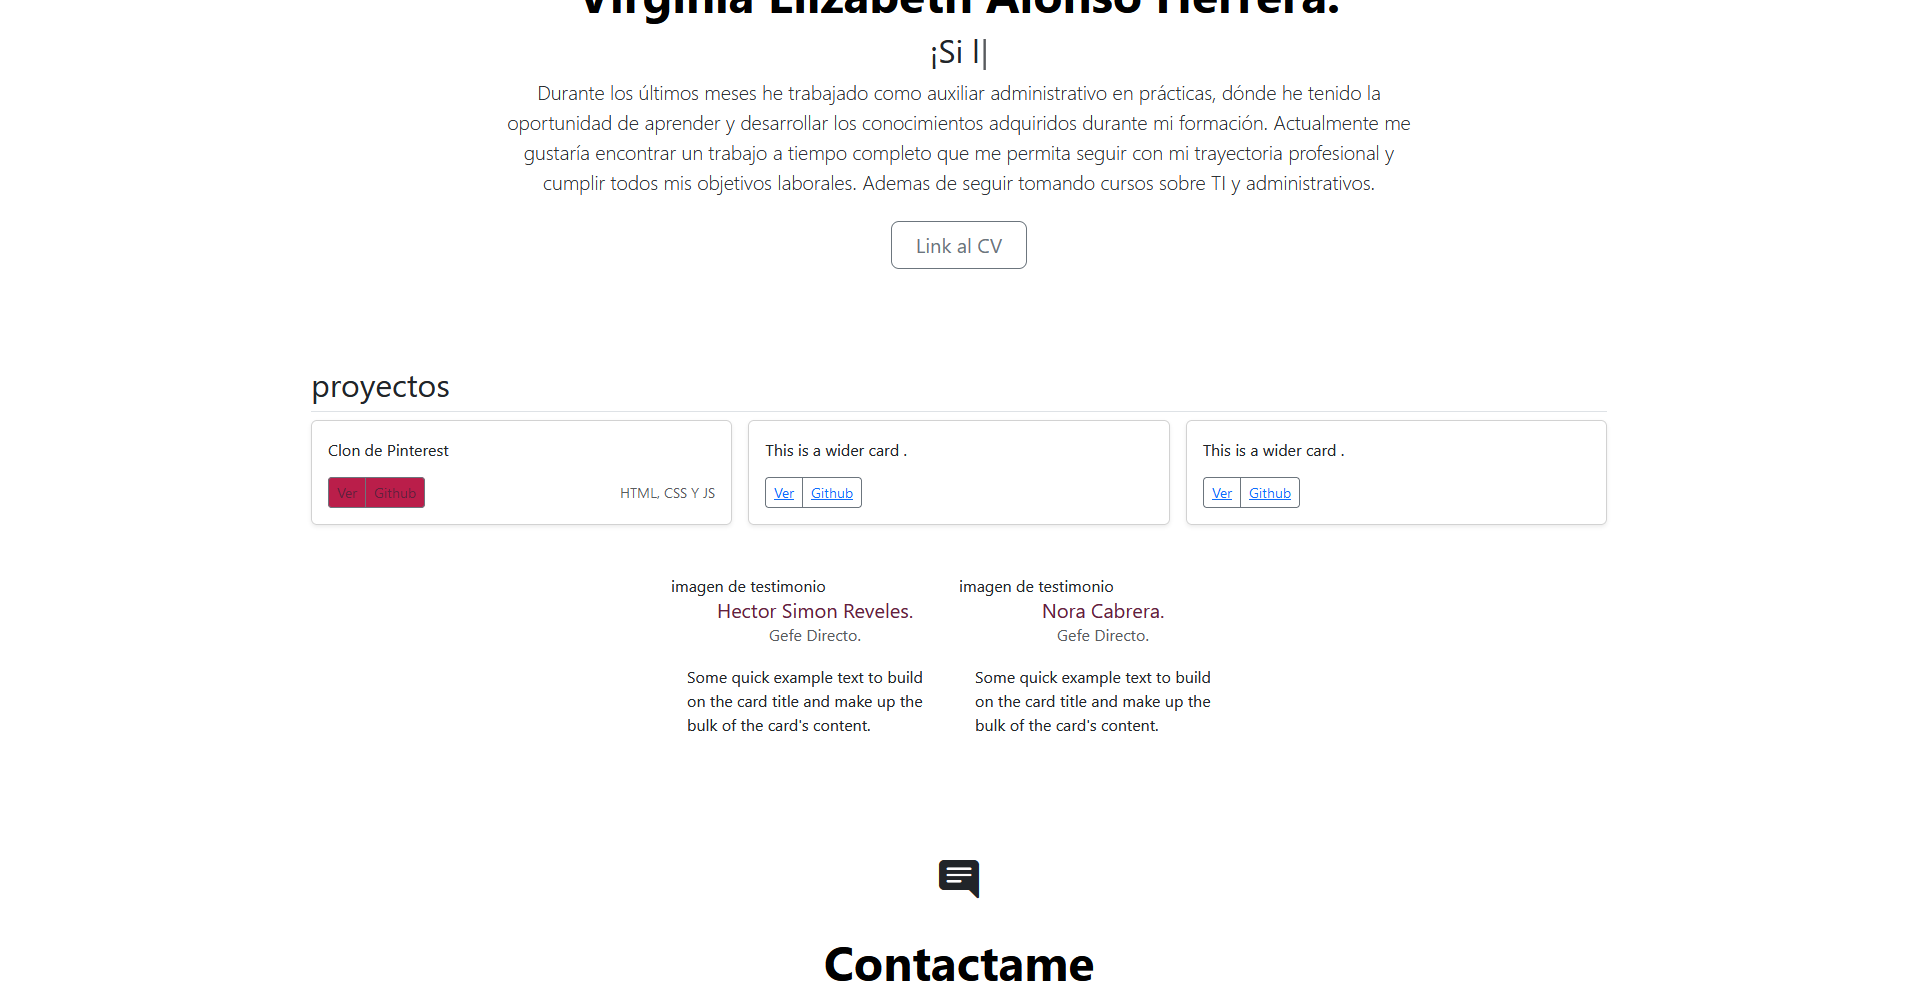 Virginia Elizabeth Alonso Herrera.
¡Si l|
Durante los últimos meses he trabajado como auxiliar administrativo en prácticas, dónde he tenido la
oportunidad de aprender y desarrollar los conocimientos adquiridos durante mi formación. Actualmente me
gustaría encontrar un trabajo a tiempo completo que me permita seguir con mi trayectoria profesional y
cumplir todos mis objetivos laborales. Ademas de seguir tomando cursos sobre TI y administrativos.
Link al CV
proyectos
Clon de Pinterest
Ver Github HTML, CSS Y JS
This is a wider card .
Ver Github
This is a wider card .
Ver Github
imagen de testimonio
Hector Simon Reveles.
Gefe Directo.
Some quick example text to build
on the card title and make up the
bulk of the card's content.
imagen de testimonio
Nora Cabrera.
Gefe Directo.
Some quick example text to build
on the card title and make up the
bulk of the card's content.
Contactame